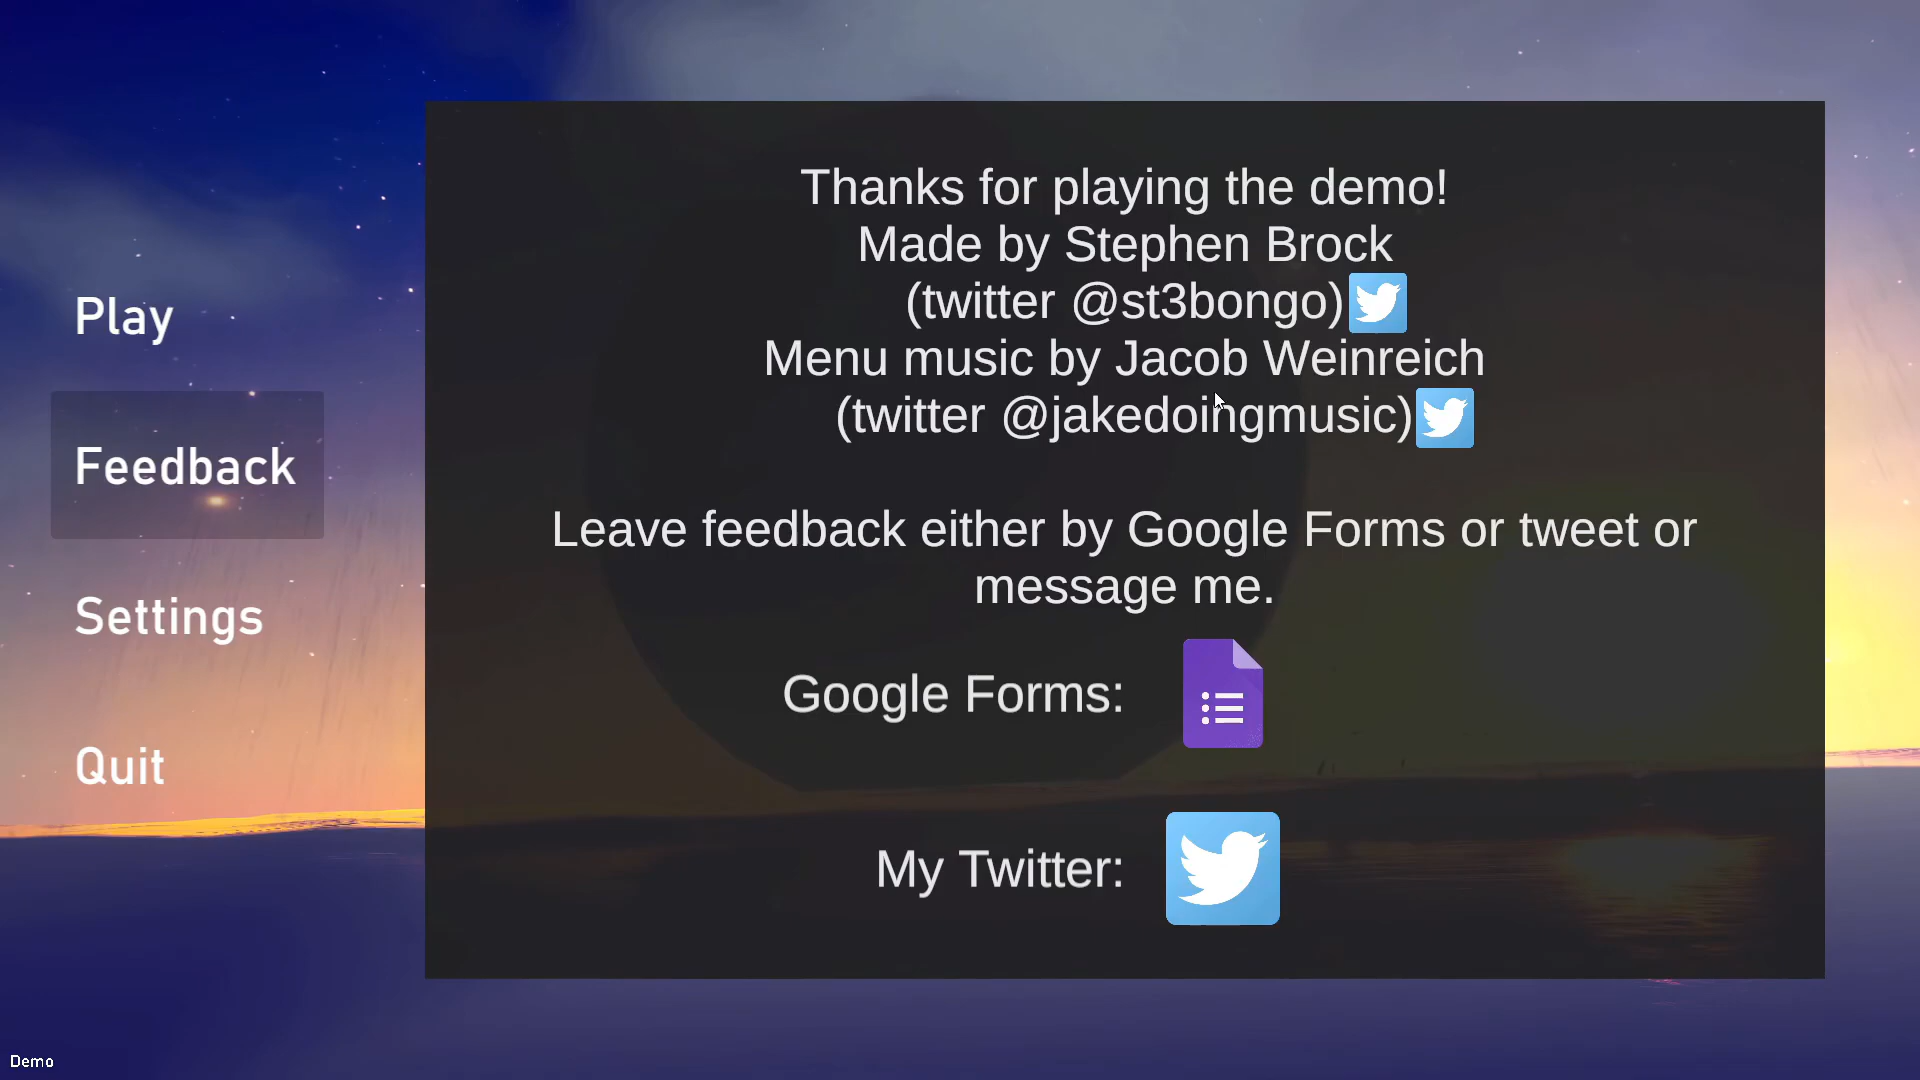 Play
Feedback
Settings
Quit
Thanks for playing the demo!
Made by Stephen Brock
(twitter @st3bongo)
Menu music by Jacob Weinreich
(twitter @jakedoingmusic)
Leave feedback either by Google Forms or tweet or
message me.
Google Forms:
My Twitter:
Demo